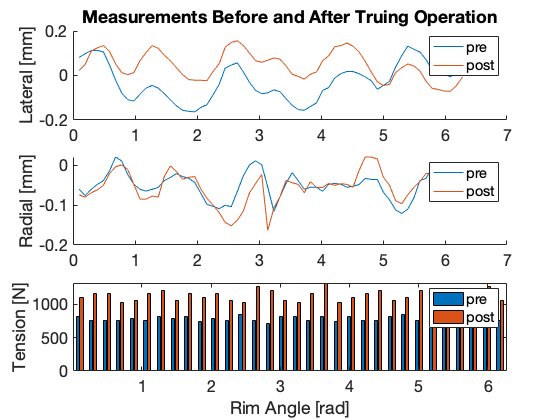 Measurements Before and After Truing Operation
Lateral [mm]
0.2
0
-0.2
pre
post
0 1 2 3 4 5 6 7
Radial [mm]
0
-0.1
-0.2
pre
post
0 1 2 3 4 5 6 7
Tension [N]
1000
500
0
pre
post
1 2 3 4 5 6
Rim Angle [rad]